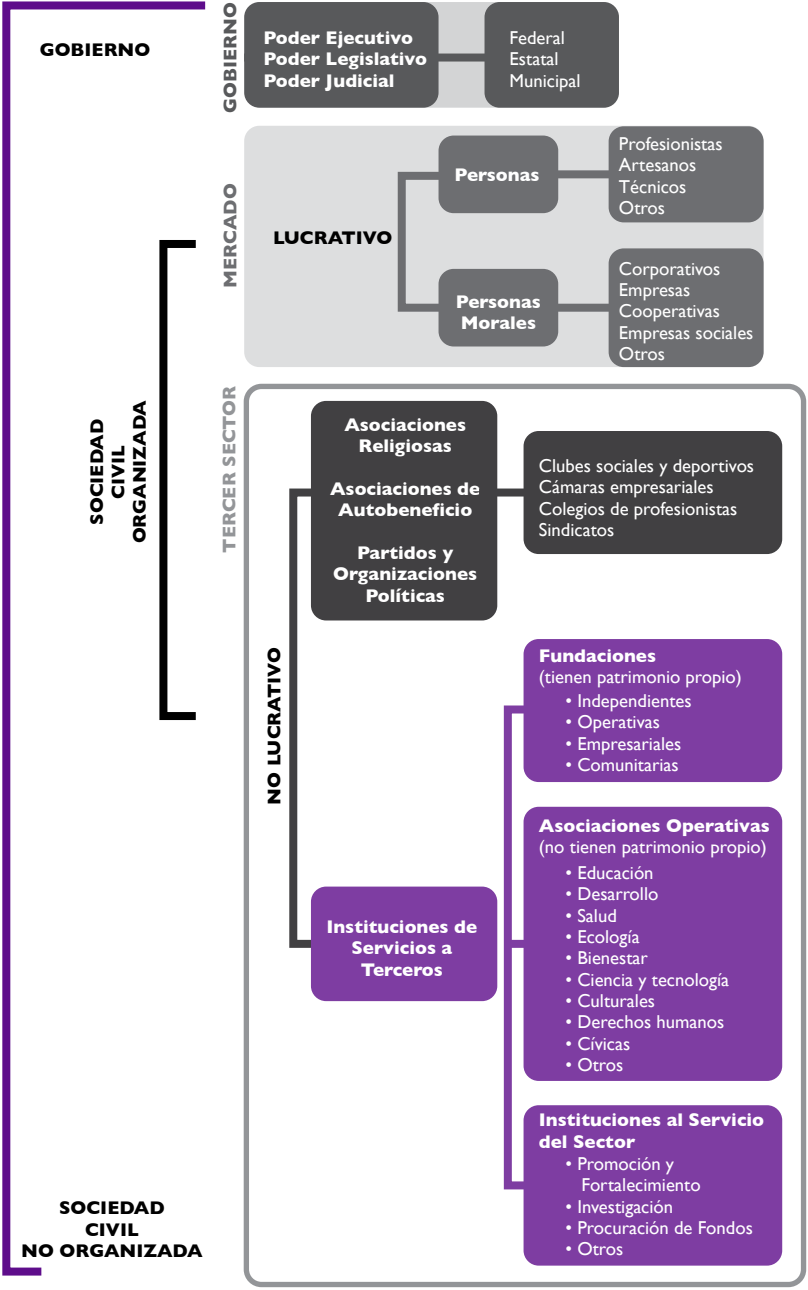 GOBIERNO
GOBIERNO
Poder Ejecutivo
Poder Legislativo
Poder Judicial
Federal
Estatal
Municipal
MERCADO
LUCRATIVO
Personas
Profesionistas
Artesanos
Técnicos
Otros
Personas
Morales
Corporativos
Empresas
Cooperativas
Empresas sociales
Otros
SOCIEDAD
CIVIL
ORGANIZADA
TERCER SECTOR
NO LUCRATIVO
Asociaciones
Religiosas
Asociaciones de
Autobeneficio
Partidos y
Organizaciones
Políticas
Clubes sociales y deportivos
Cámaras empresariales
Colegios de profesionistas
Sindicatos
Instituciones de
Servicios a
Terceros
Fundaciones
(tienen patrimonio propio)
• Independientes
• Operativas
• Empresariales
• Comunitarias
Asociaciones Operativas
(no tienen patrimonio propio)
• Educación
• Desarrollo
• Salud
• Ecología
• Bienestar
• Ciencia y tecnología
• Culturales
• Derechos humanos
• Cívicas
• Otros
Instituciones al Servicio
del Sector
• Promoción y
Fortalecimiento
• Investigación
• Procuración de Fondos
• Otros
SOCIEDAD
CIVIL
NO ORGANIZADA